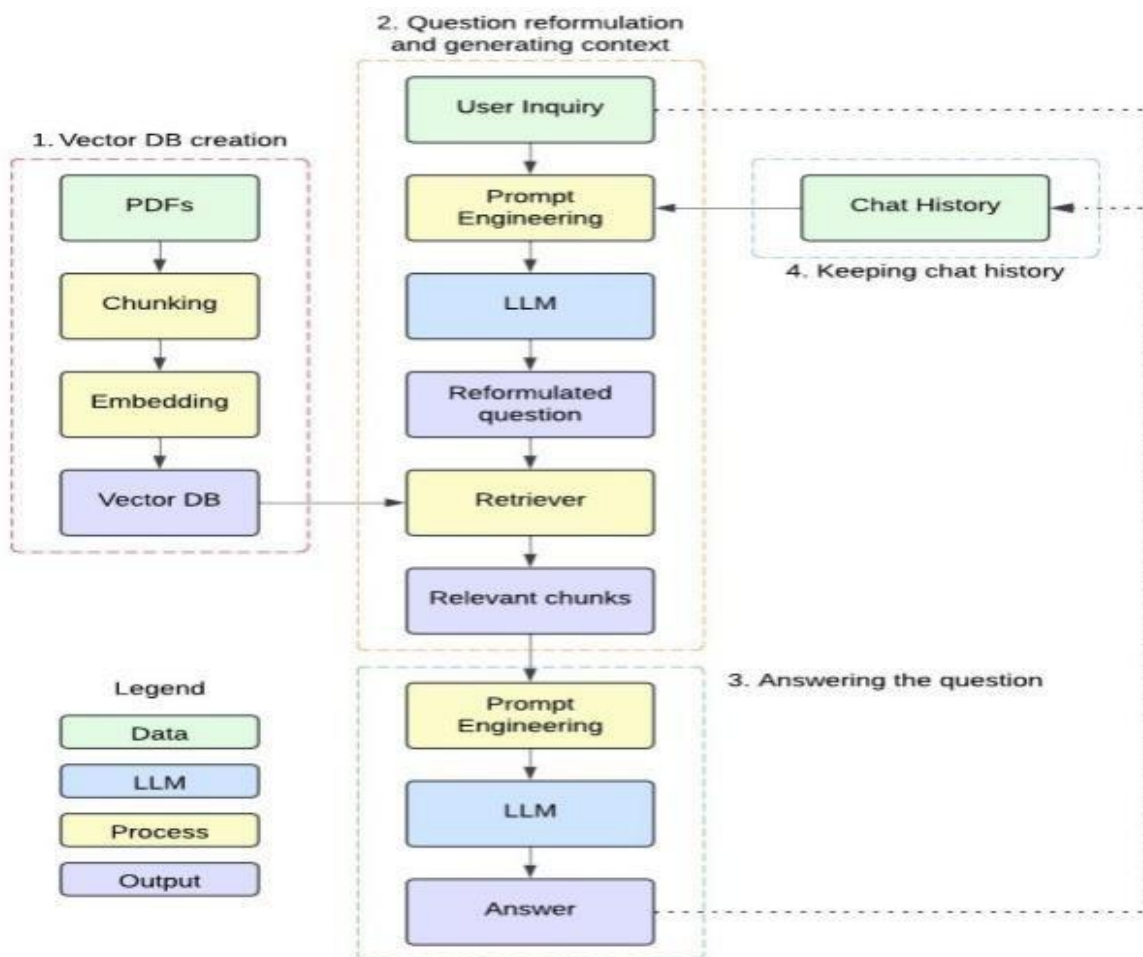 2. Question reformulation
and generating context
User Inquiry
1. Vector DB creation
PDFs
Prompt
Engineering
Chat History
4. Keeping chat history
Chunking
LLM
Embedding
Reformulated
question
Vector DB
Retriever
Relevant chunks
3. Answering the question
Legend
Prompt
Engineering
Data
LLM
LLM
Process
Output
Answer